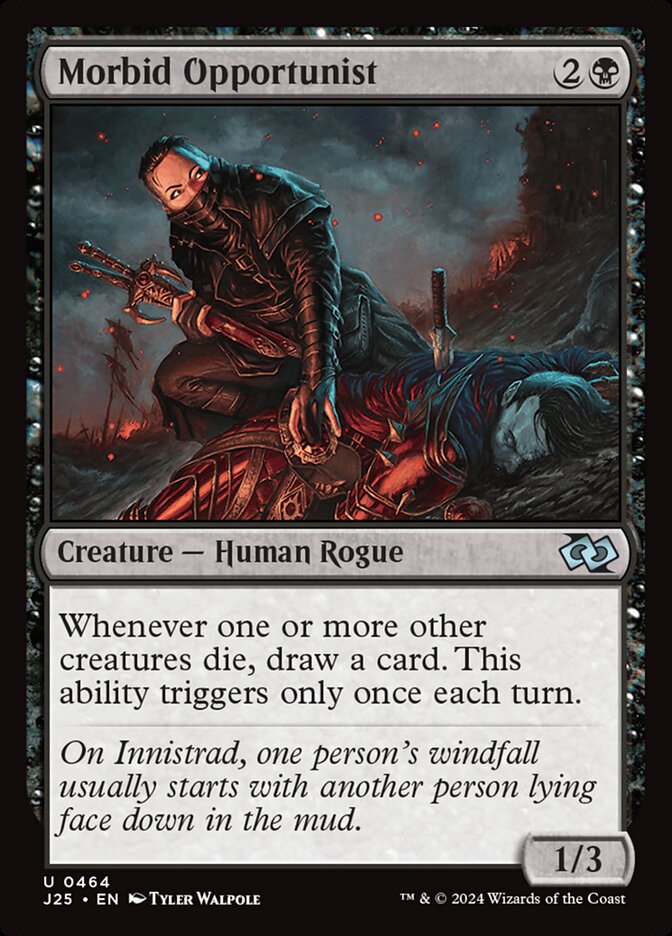 Morbid Opportunist 2
Creature — Human Rogue
Whenever one or more other
creatures die, draw a card. This
ability triggers only once each turn.
On Innistrad, one person's windfall
usually starts with another person lying
face down in the mud.
1/3
U 0464
J25 • EN Tyler Walpole ™ & © 2024 Wizards of the Coast